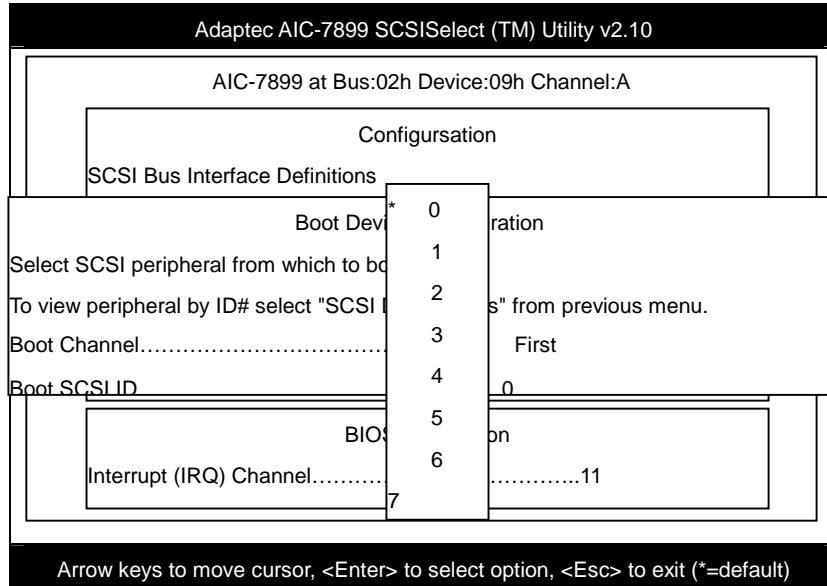 Adaptec AIC-7899 SCSISelect (TM) Utility v2.10
AIC-7899 at Bus:02h Device:09h Channel:A
Configursation
SCSI Bus Interface Definitions
Boot Devi ration
Select SCSI peripheral from which to bo
To view peripheral by ID# select "SCSI s" from previous menu.
Boot Channel……………………………… First
Boot SCSI ID 0
* 0
1
2
3
4
5
6
7
BIOS on
Interrupt (IRQ) Channel…………  …………..11
Arrow keys to move cursor, <Enter> to select option, <Esc> to exit (*=default)